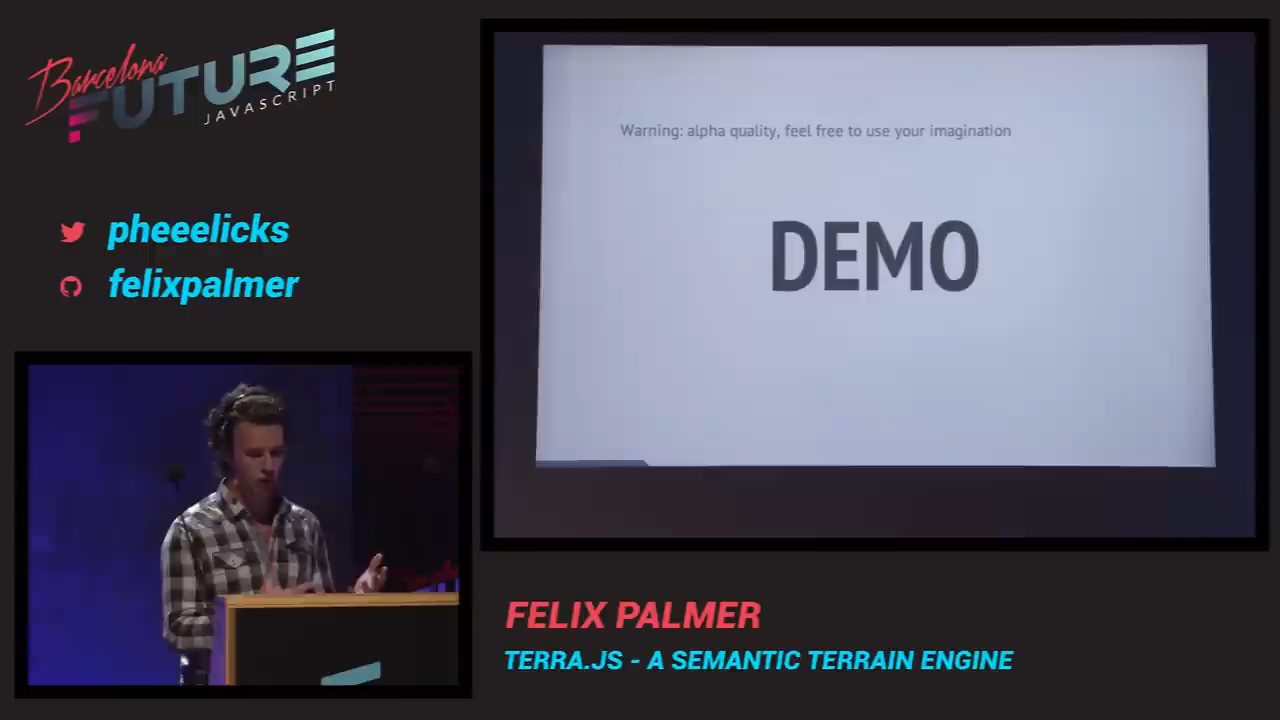 Barcelona
FUTURE
JAVASCRIPT
pheeelicks
felixpalmer
Warning: alpha quality, feel free to use your imagination
DEMO
FELIX PALMER
TERRA.JS - A SEMANTIC TERRAIN ENGINE